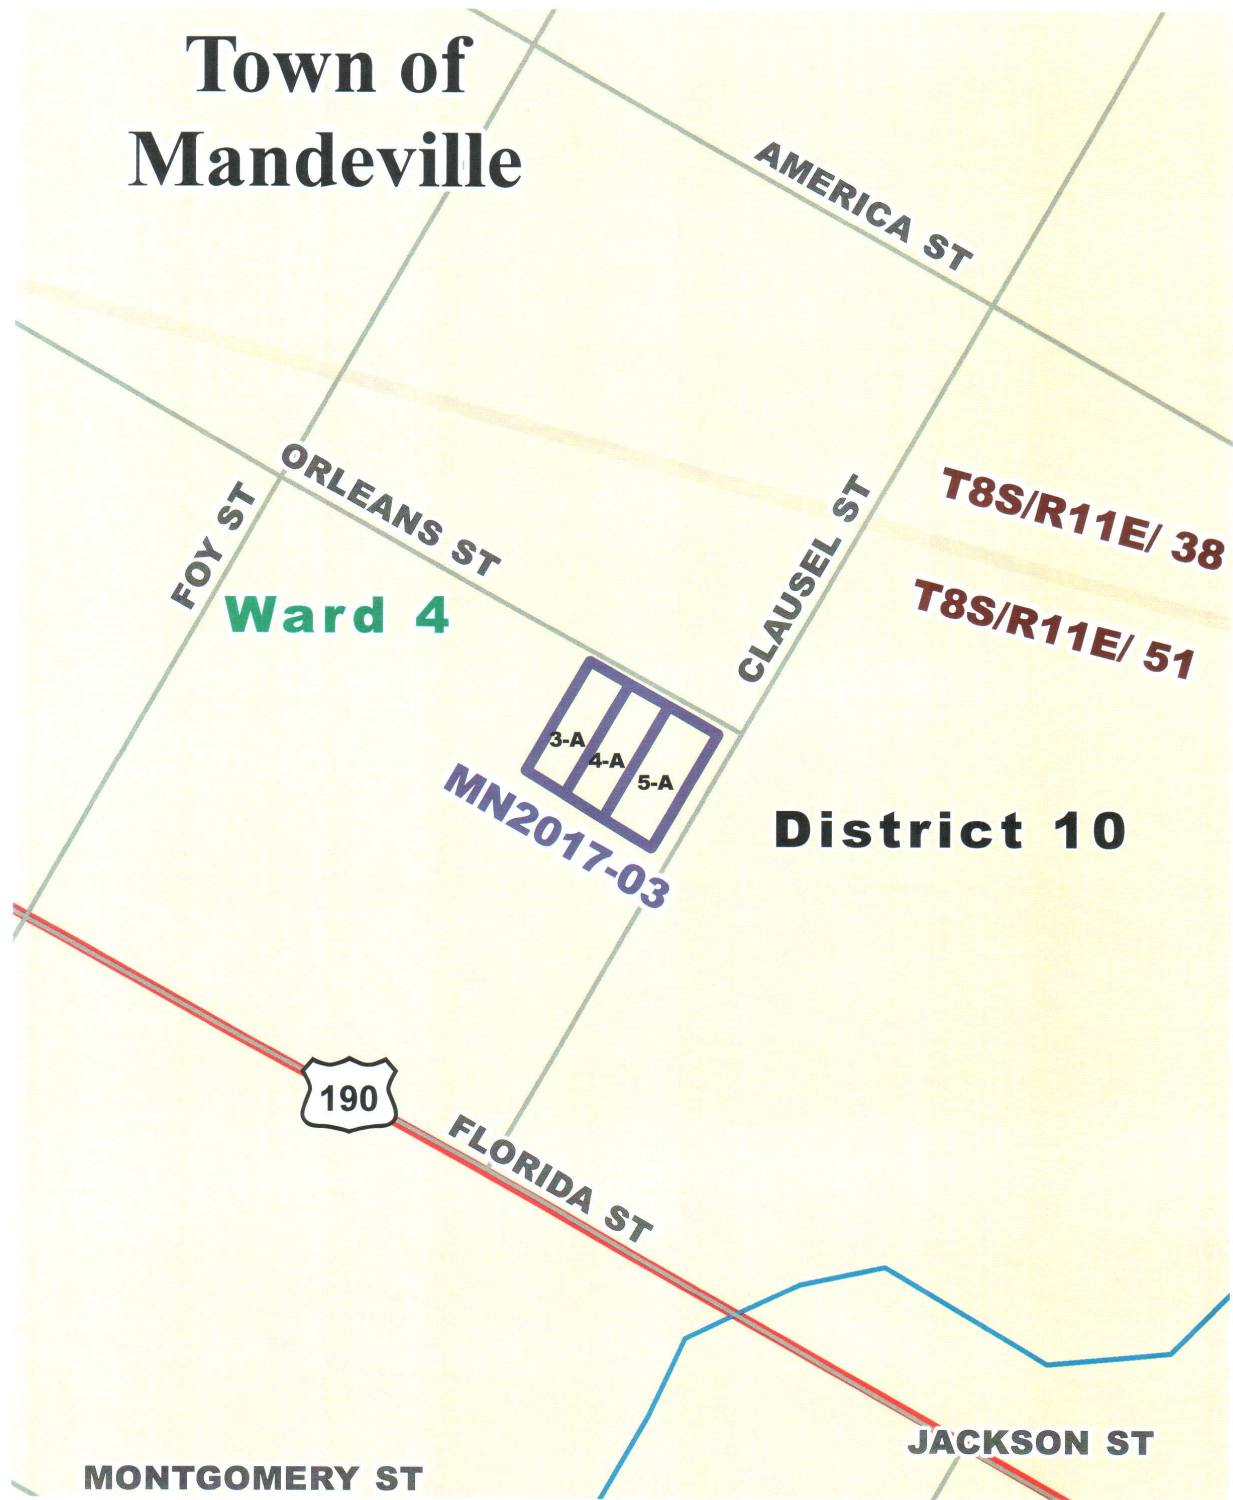 Town of
Mandeville
AMERICA ST
ORLEANS ST
FOY ST
CLAUSEL ST
T8S/R11E/ 38
T8S/R11E/ 51
Ward 4
3-A
4-A
5-A
MN2017-03
District 10
190
FLORIDA ST
JACKSON ST
MONTGOMERY ST